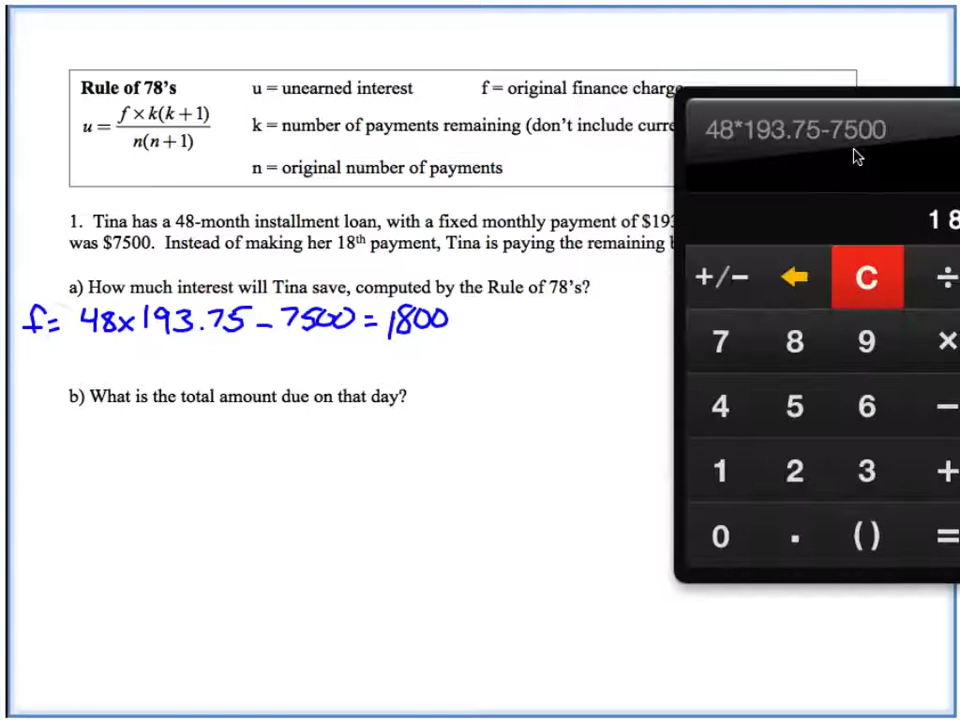 Rule of 78's
u = unearned interest
f = original finance charge
u = f × k(k + 1) / n(n + 1)
k = number of payments remaining (don't include curre
n = original number of payments
1. Tina has a 48-month installment loan, with a fixed monthly payment of $193
was $7500. Instead of making her 18th payment, Tina is paying the remaining b
a) How much interest will Tina save, computed by the Rule of 78's?
f= 48x193.75-7500=1800
b) What is the total amount due on that day?
48*193.75-7500
18
+/- C ÷
7 8 9 ×
4 5 6 −
1 2 3 +
0 . () =